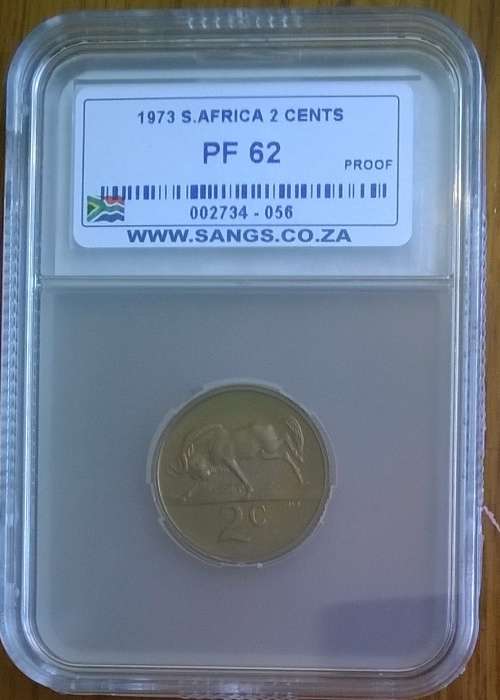 1973 S.AFRICA 2 CENTS
PF 62
PROOF
002734 - 056
WWW.SANGS.CO.ZA
2c